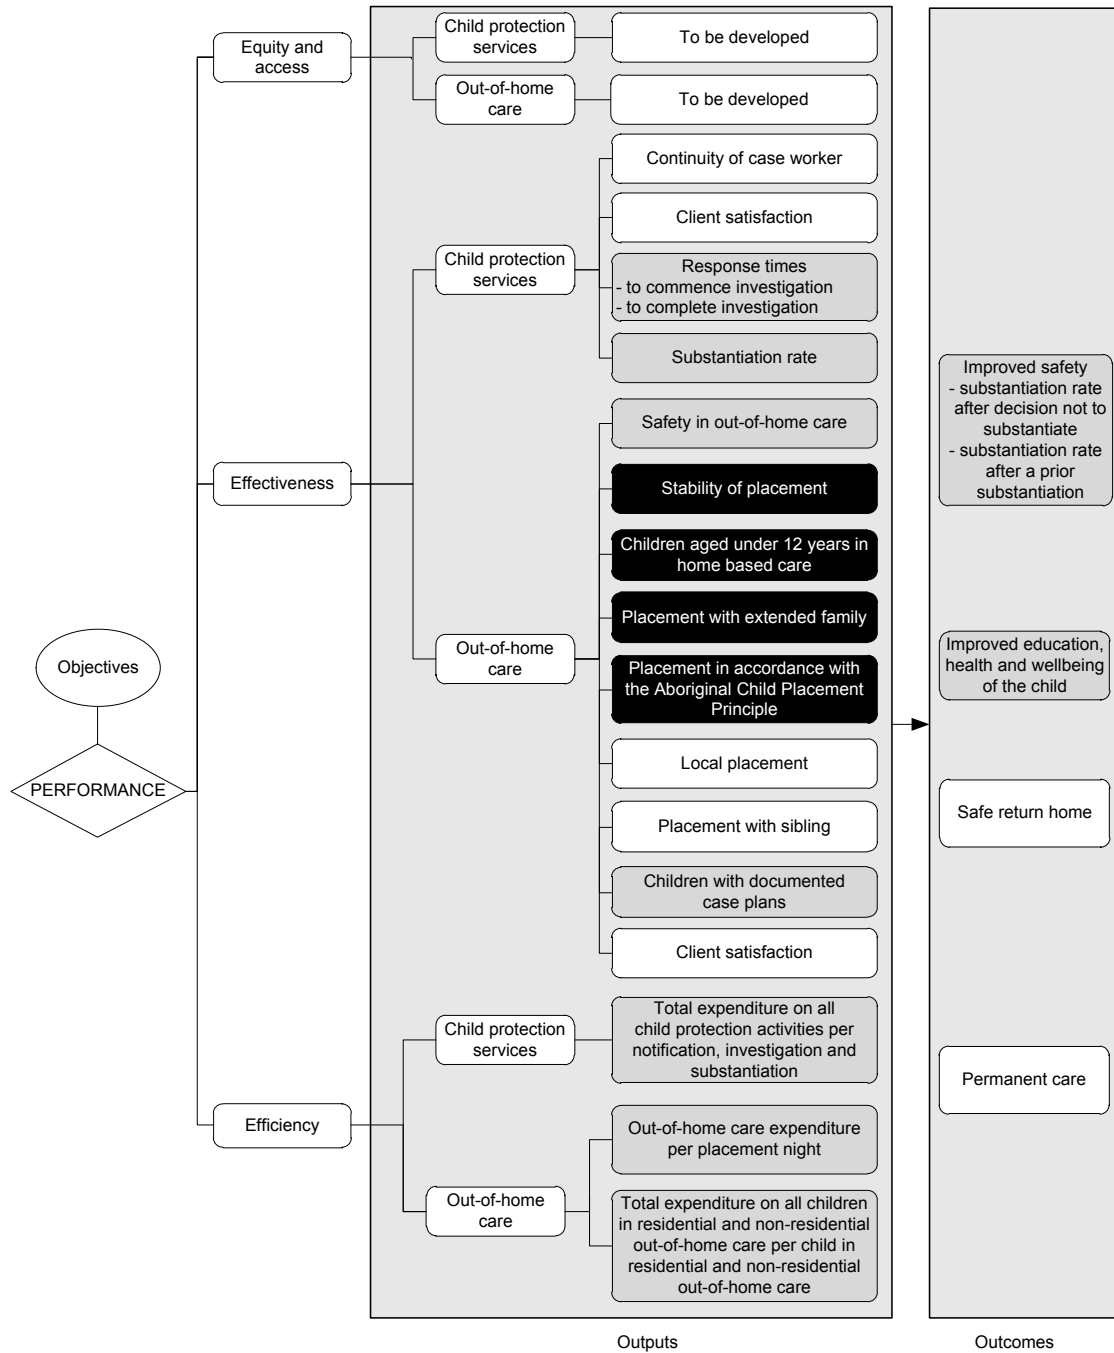 Equity and
access
Child protection
services
To be developed
Out-of-home
care
To be developed
Continuity of case worker
Client satisfaction
Child protection
services
Response times
- to commence investigation
- to complete investigation
Substantiation rate
Effectiveness
Safety in out-of-home care
Stability of placement
Children aged under 12 years in
home based care
Placement with extended family
Out-of-home
care
Placement in accordance with
the Aboriginal Child Placement
Principle
Local placement
Placement with sibling
Children with documented
case plans
Client satisfaction
Objectives
PERFORMANCE
Efficiency
Child protection
services
Total expenditure on all
child protection activities per
notification, investigation and
substantiation
Out-of-home
care
Out-of-home care expenditure
per placement night
Total expenditure on all children
in residential and non-residential
out-of-home care per child in
residential and non-residential
out-of-home care
Improved safety
- substantiation rate
after decision not to
substantiate
- substantiation rate
after a prior
substantiation
Improved education,
health and wellbeing
of the child
Safe return home
Permanent care
Outputs
Outcomes